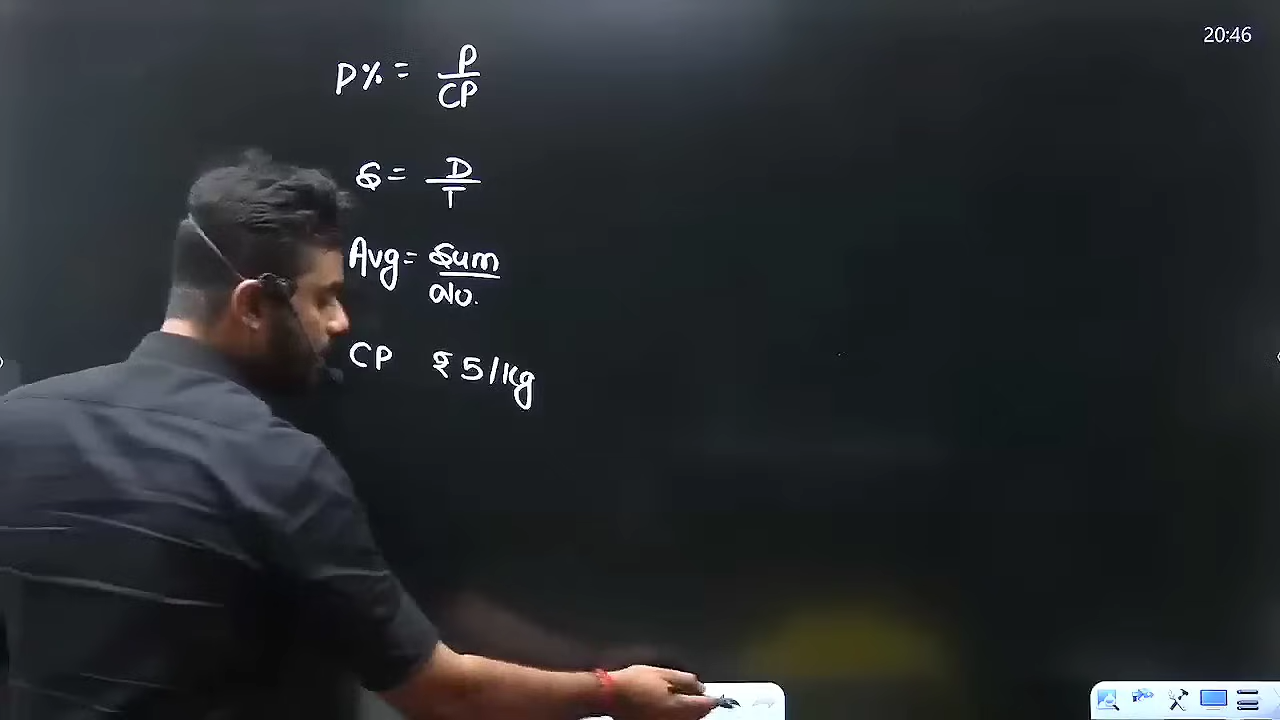 20:46
P% = P/CP
S = D/T
Avg = Sum/No.
CP ₹5/Kg